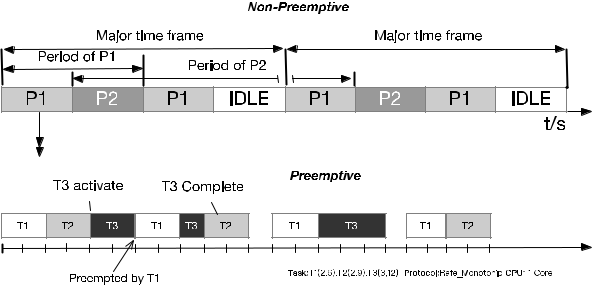 Non-Preemptive
Major time frame Major time frame
Period of P1
Period of P2
P1 P2 P1 IDLE P1 P2 P1 IDLE
t/s
Preemptive
T3 activate T3 Complete
T1 T2 T3 T1 T3 T2 T1 T3 T1 T2
Preempted by T1
Task:T1(2,6),T2(2,9),T3(3,12) Protocol:Rate_Monotonic CPU: 1 Core